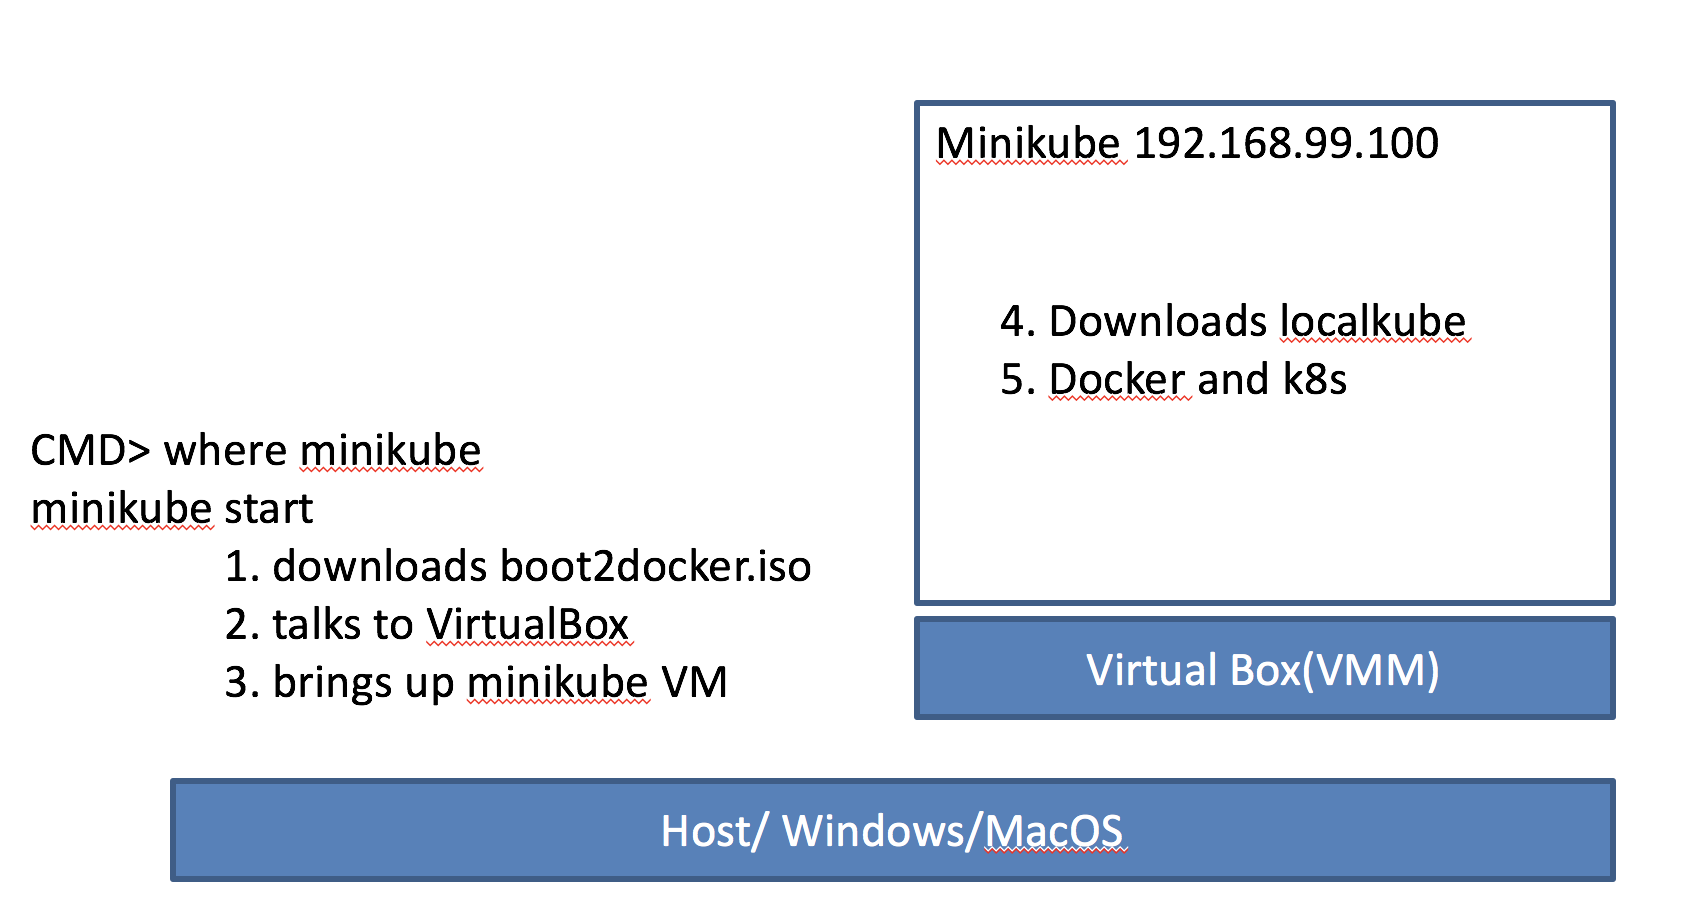 Minikube 192.168.99.100
4. Downloads localkube
5. Docker and k8s
CMD> where minikube
minikube start
1. downloads boot2docker.iso
2. talks to VirtualBox
3. brings up minikube VM
Virtual Box(VMM)
Host/ Windows/MacOS